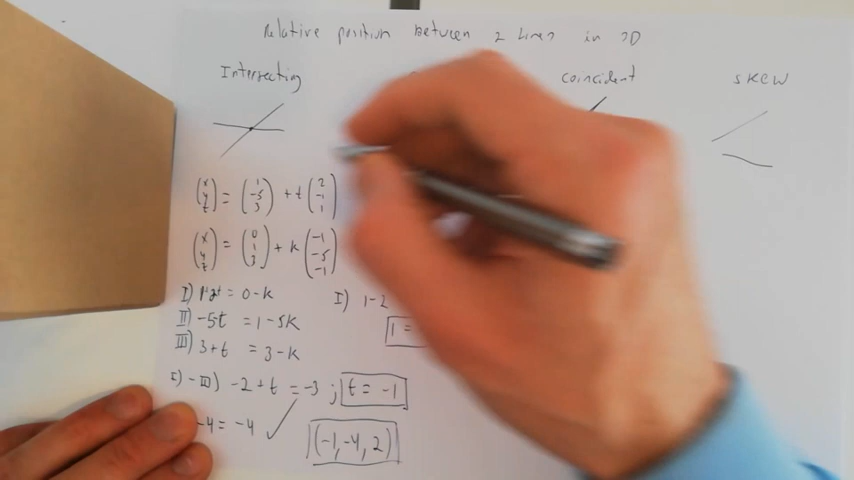 Relative position between 2 lines in 3D
Intersecting
coincident
skew
(x y z) = (1 -5 3) + t (2 -1 1)
(x y z) = (0 1 3) + k (-1 -5 -1)
I) 1+2t = 0-k
I) 1-2
II) -5t = 1-5k
1 =
III) 3+t = 3-k
I)-III) -2+t = -3 ; t = -1
-4 = -4 ✓
(-1,-4,2)